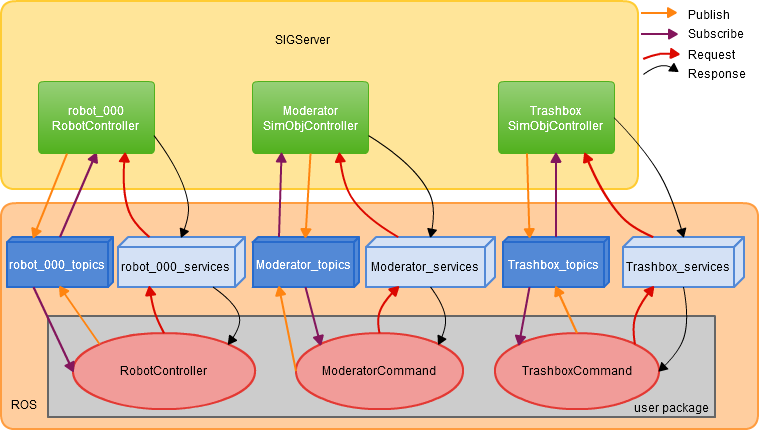 SIGServer
Publish
Subscribe
Request
Response
robot_000
RobotController
Moderator
SimObjController
Trashbox
SimObjController
robot_000_topics
robot_000_services
Moderator_topics
Moderator_services
Trashbox_topics
Trashbox_services
RobotController
ModeratorCommand
TrashboxCommand
ROS
user package